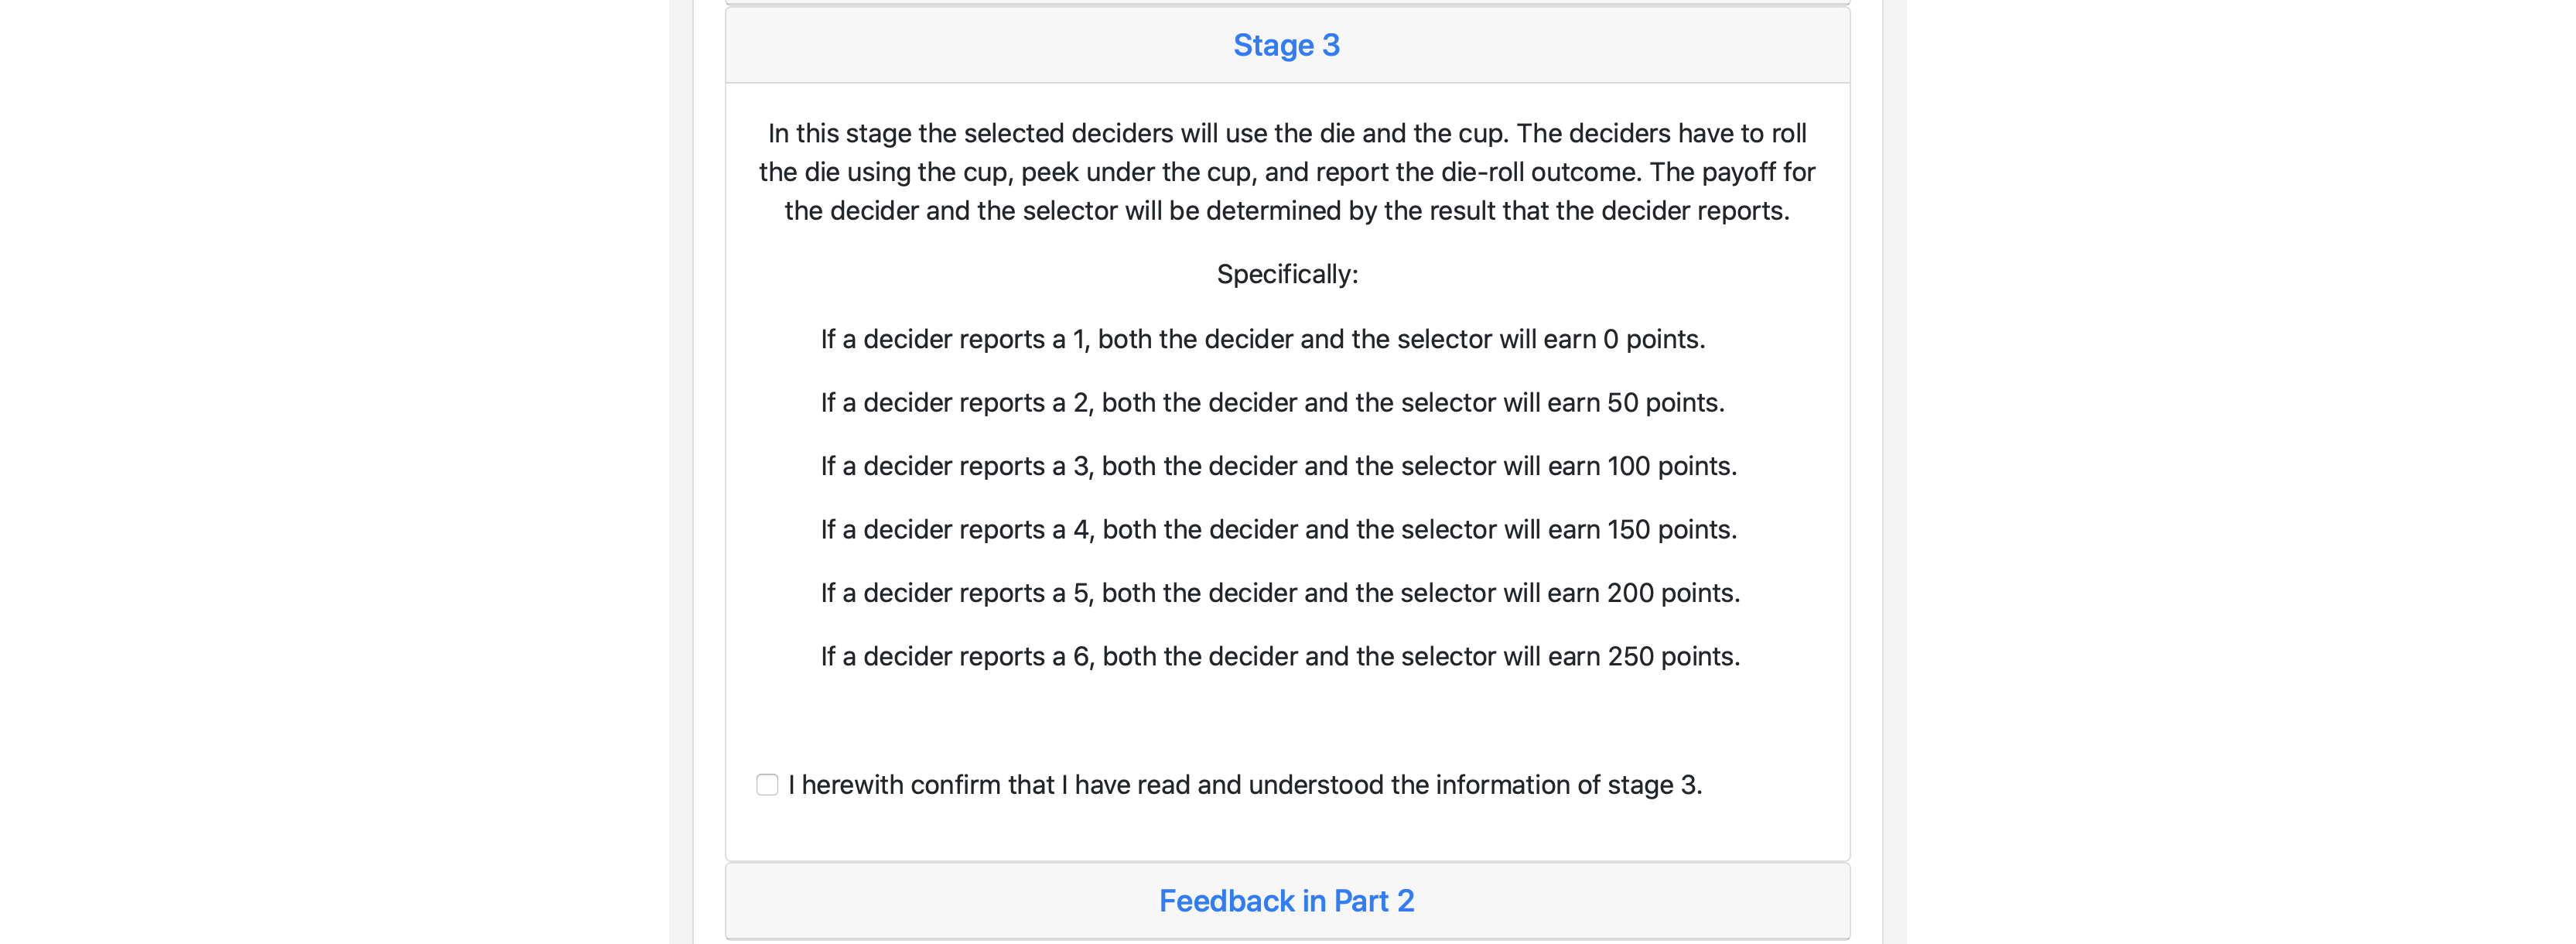 Stage 3
In this stage the selected deciders will use the die and the cup. The deciders have to roll
the die using the cup, peek under the cup, and report the die-roll outcome. The payoff for
the decider and the selector will be determined by the result that the decider reports.
Specifically:
If a decider reports a 1, both the decider and the selector will earn 0 points.
If a decider reports a 2, both the decider and the selector will earn 50 points.
If a decider reports a 3, both the decider and the selector will earn 100 points.
If a decider reports a 4, both the decider and the selector will earn 150 points.
If a decider reports a 5, both the decider and the selector will earn 200 points.
If a decider reports a 6, both the decider and the selector will earn 250 points.
I herewith confirm that I have read and understood the information of stage 3.
Feedback in Part 2